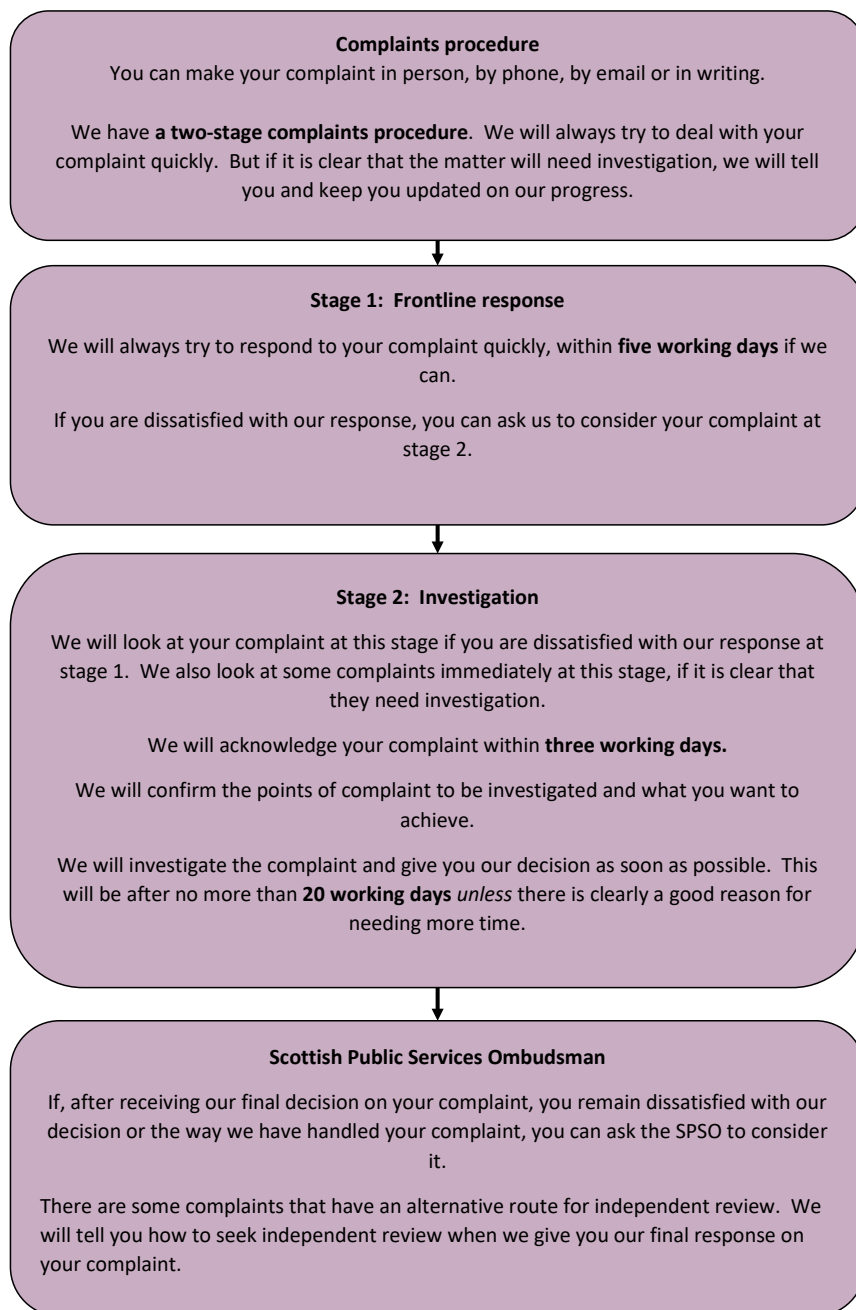 Complaints procedure
You can make your complaint in person, by phone, by email or in writing.
We have a two-stage complaints procedure.  We will always try to deal with your
complaint quickly.  But if it is clear that the matter will need investigation, we will tell
you and keep you updated on our progress.
Stage 1:  Frontline response
We will always try to respond to your complaint quickly, within five working days if we
can.
If you are dissatisfied with our response, you can ask us to consider your complaint at
stage 2.
Stage 2:  Investigation
We will look at your complaint at this stage if you are dissatisfied with our response at
stage 1.  We also look at some complaints immediately at this stage, if it is clear that
they need investigation.
We will acknowledge your complaint within three working days.
We will confirm the points of complaint to be investigated and what you want to
achieve.
We will investigate the complaint and give you our decision as soon as possible.  This
will be after no more than 20 working days unless there is clearly a good reason for
needing more time.
Scottish Public Services Ombudsman
If, after receiving our final decision on your complaint, you remain dissatisfied with our
decision or the way we have handled your complaint, you can ask the SPSO to consider
it.
There are some complaints that have an alternative route for independent review.  We
will tell you how to seek independent review when we give you our final response on
your complaint.